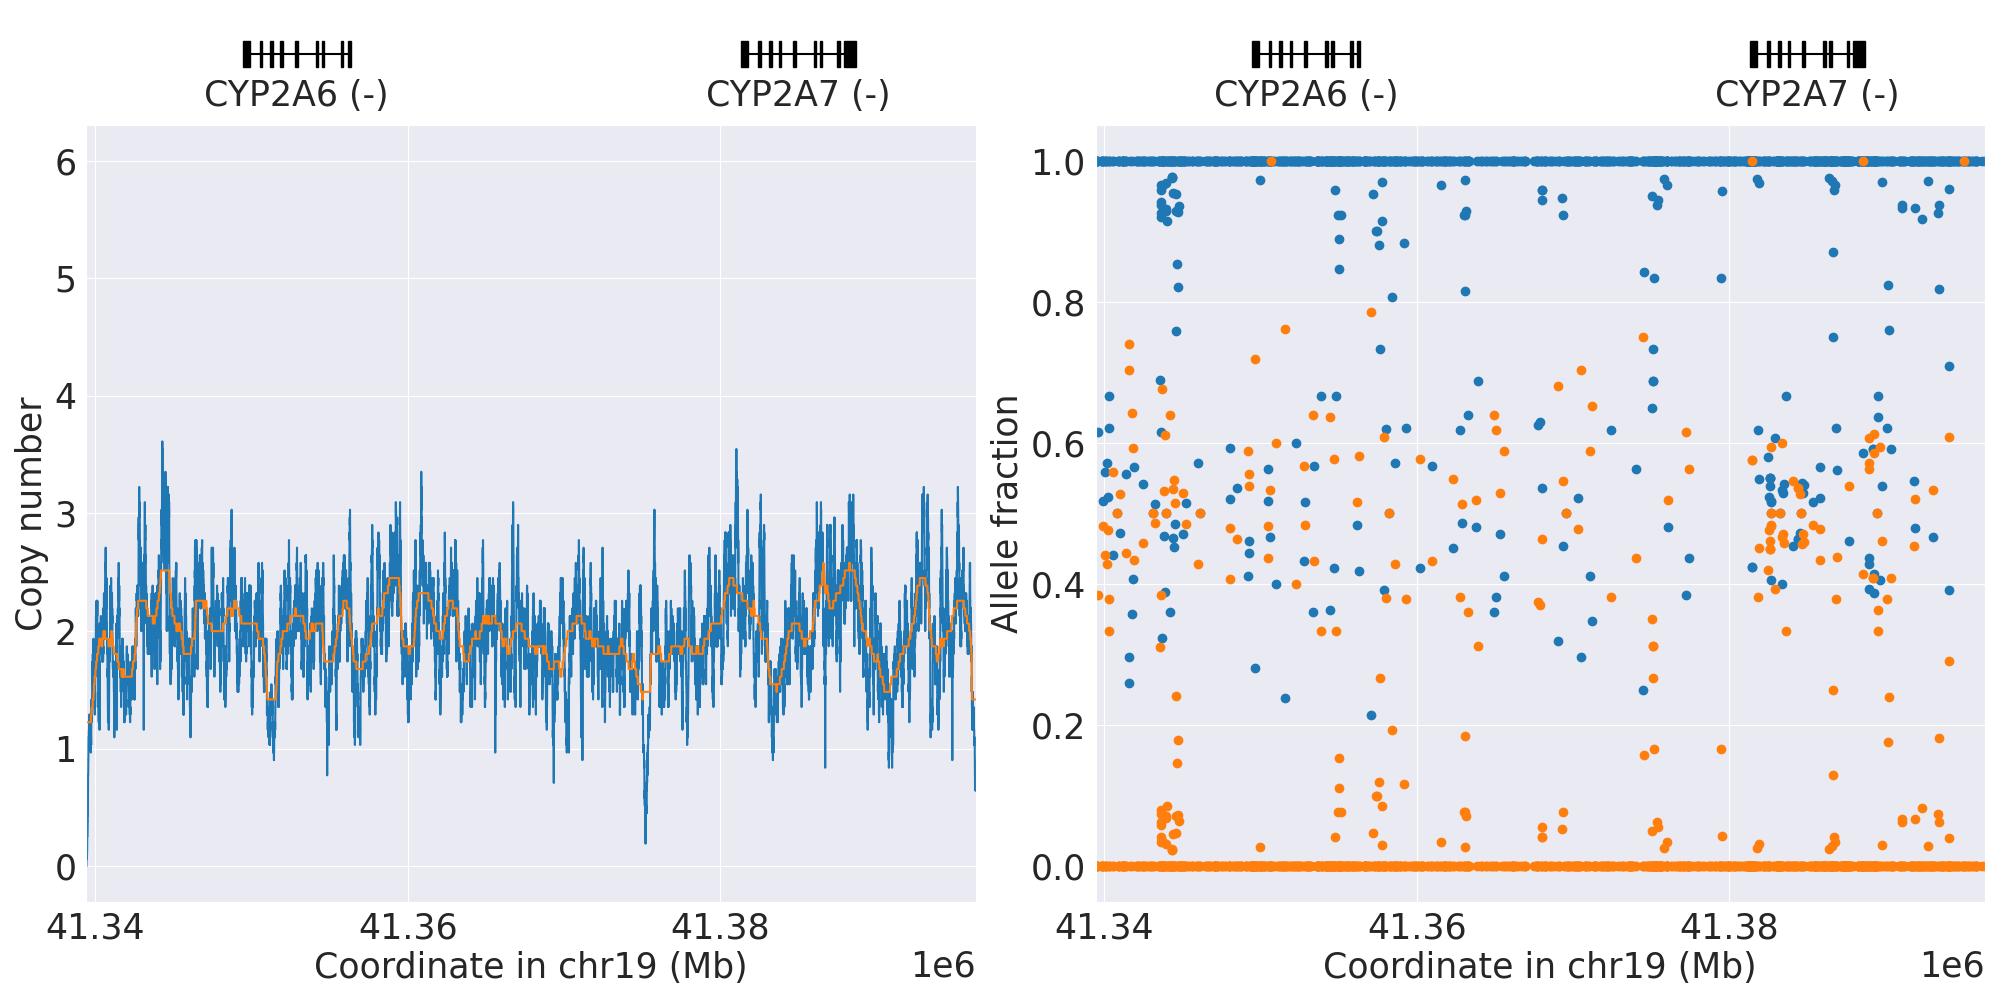 CYP2A6 (-)
CYP2A7 (-)
6
5
4
3
2
1
0
Copy number
41.34
41.36
41.38
Coordinate in chr19 (Mb)
1e6
CYP2A6 (-)
CYP2A7 (-)
1.0
0.8
0.6
0.4
0.2
0.0
Allele fraction
41.34
41.36
41.38
Coordinate in chr19 (Mb)
1e6